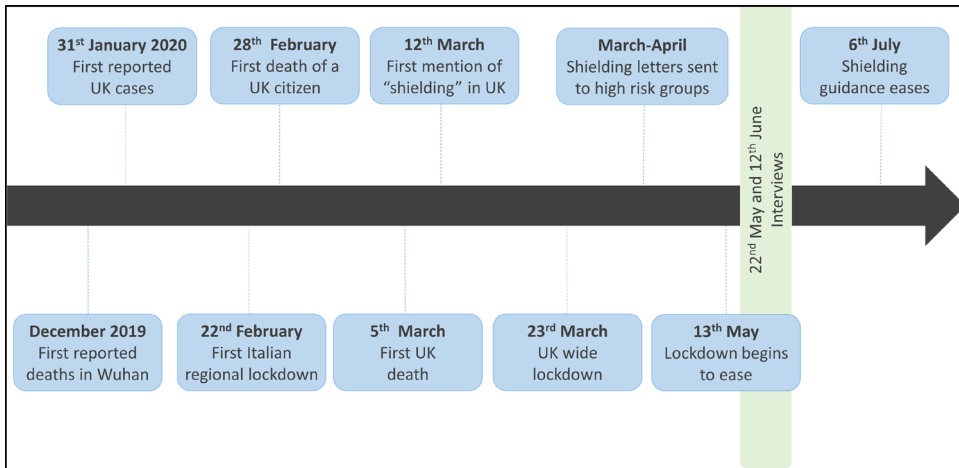 31st January 2020
First reported
UK cases
28th February
First death of a
UK citizen
12th March
First mention of
“shielding” in UK
March-April
Shielding letters sent
to high risk groups
6th July
Shielding
guidance eases
22nd May and 12th June
Interviews
December 2019
First reported
deaths in Wuhan
22nd February
First Italian
regional lockdown
5th March
First UK
death
23rd March
UK wide
lockdown
13th May
Lockdown begins
to ease